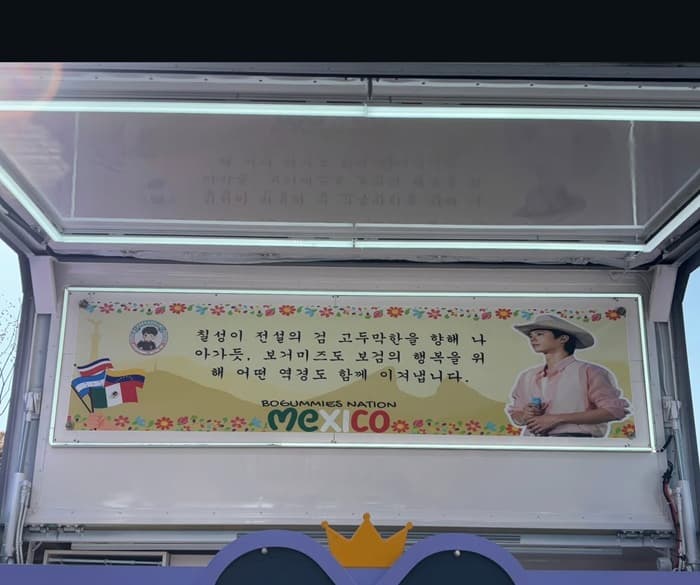 칠성이 전설의 검 고두막한을 향해 나
아가듯, 보거미즈도 보검의 행복을 위
해 어떤 역경도 함께 이겨냅니다.
BOGUMMIES NATION
MEXICO